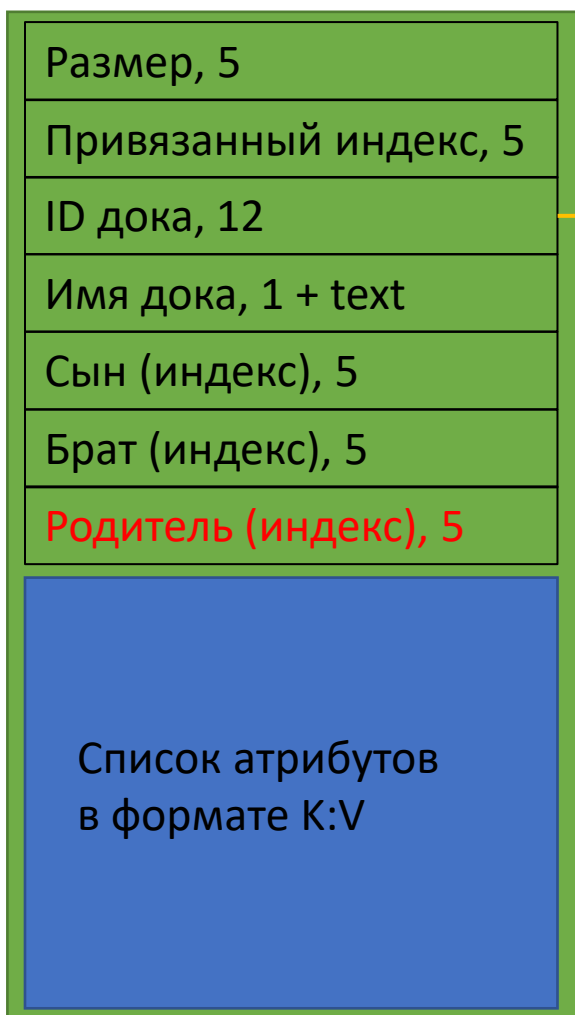 Размер, 5
Привязанный индекс, 5
ID дока, 12
Имя дока, 1 + text
Сын (индекс), 5
Брат (индекс), 5
Родитель (индекс), 5
Список атрибутов
в формате K:V